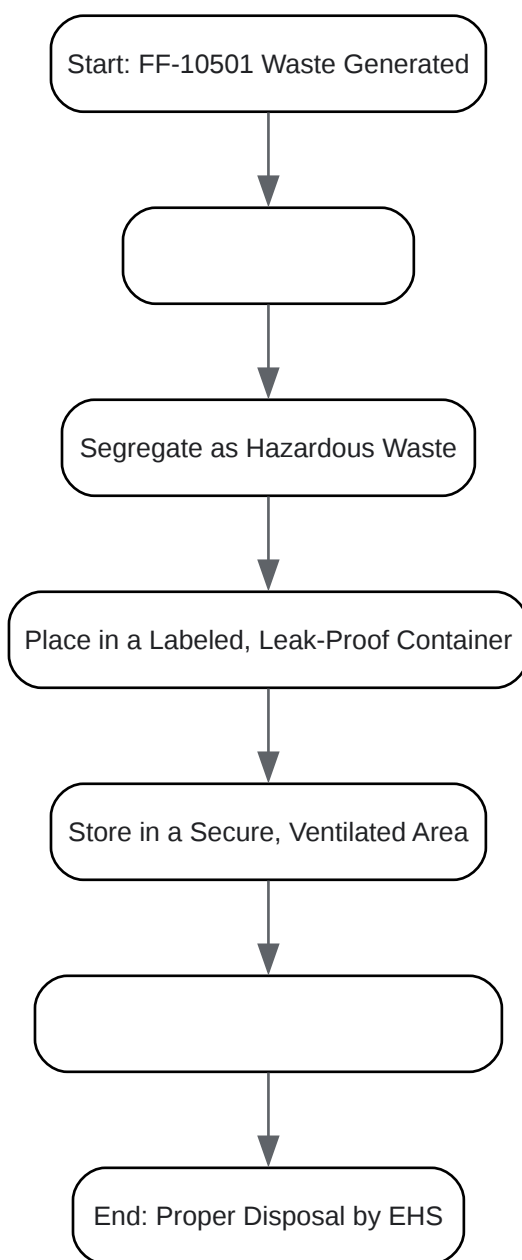 Start: FF-10501 Waste Generated
Segregate as Hazardous Waste
Place in a Labeled, Leak-Proof Container
Store in a Secure, Ventilated Area
End: Proper Disposal by EHS